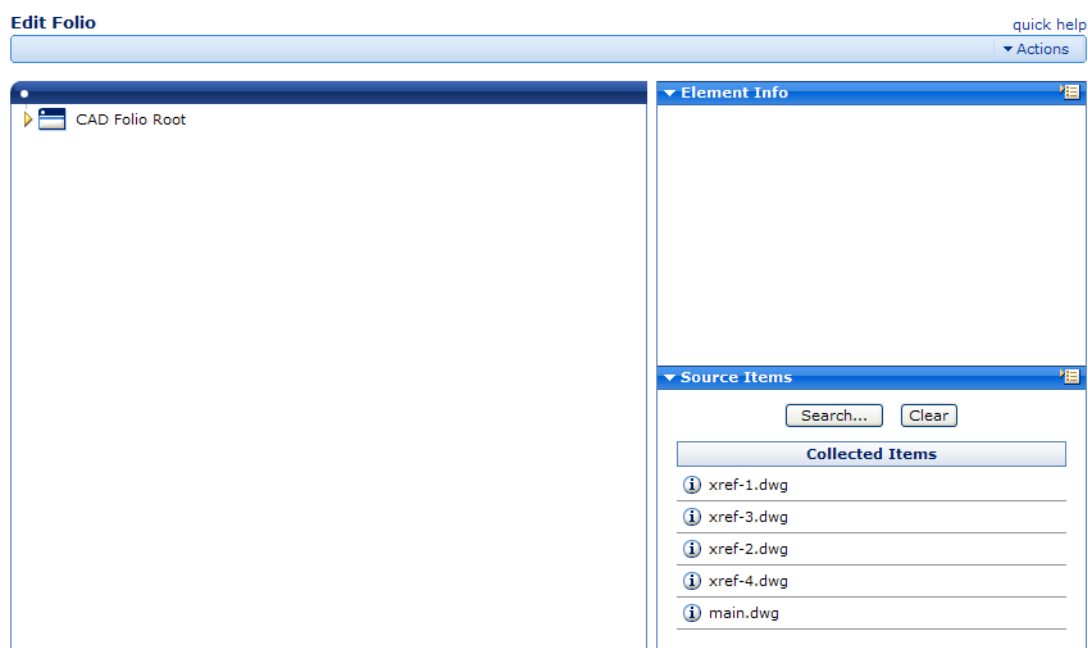 Edit Folio
quick help
Actions
CAD Folio Root
Element Info
Source Items
Search... Clear
Collected Items
xref-1.dwg
xref-3.dwg
xref-2.dwg
xref-4.dwg
main.dwg